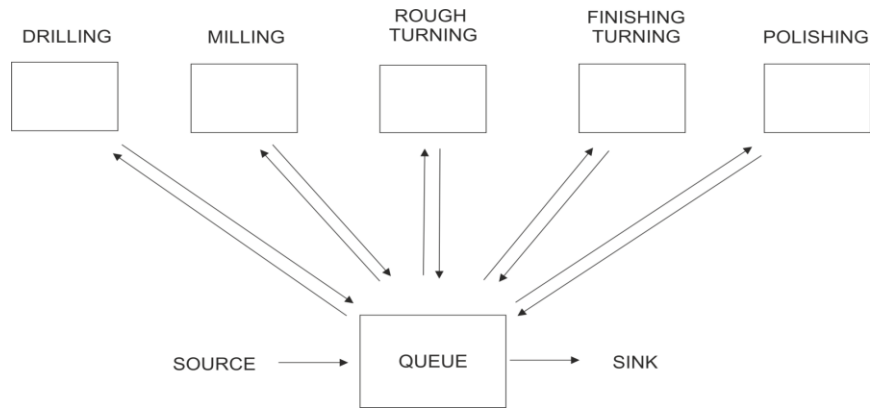 DRILLING
MILLING
ROUGH
TURNING
FINISHING
TURNING
POLISHING
SOURCE
QUEUE
SINK